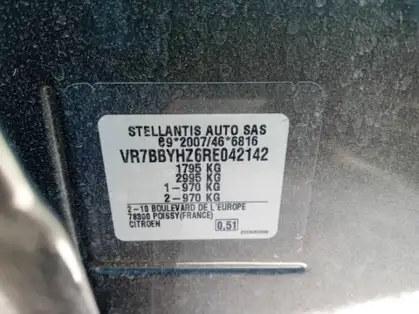 STELLANTIS AUTO SAS
e9*2007/46*6816
VR7BBYHZ6RE042142
1795 KG
2995 KG
1-970 KG
2-970 KG
2-10 BOULEVARD DE L'EUROPE
78300 POISSY(FRANCE)
CITROEN
0.51